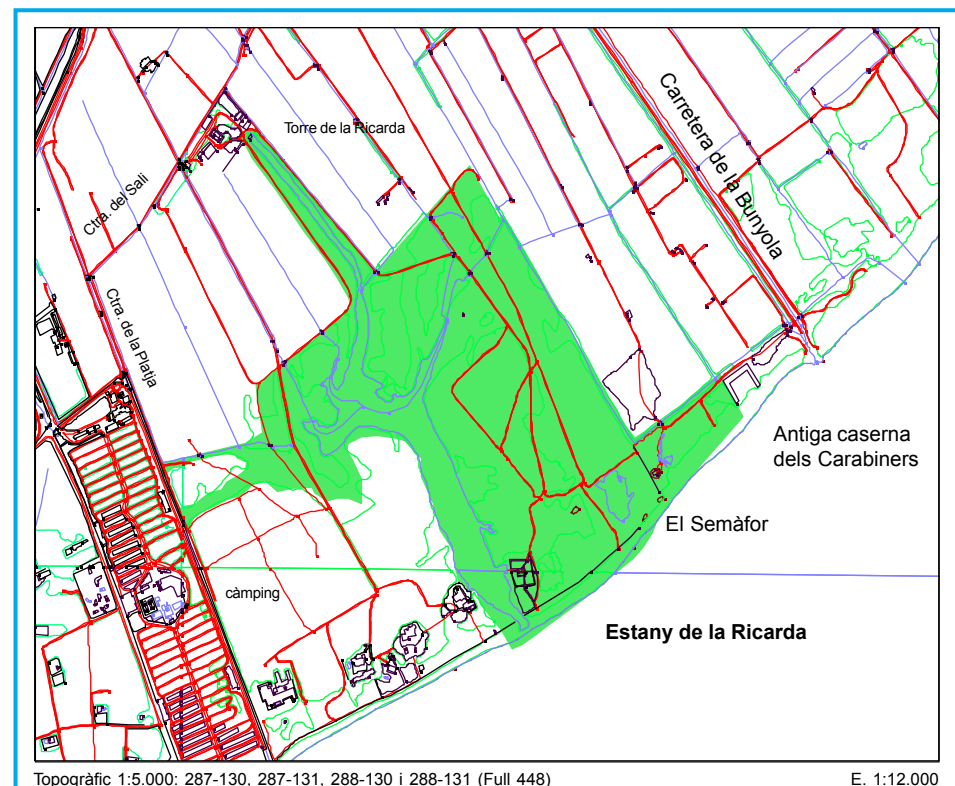 Torre de la Ricarda
Carretera de la Bunyola
Ctra. del Sali
Ctra. de la Platja
Antiga caserna
dels Carabiners
El Semàfor
càmping
Estany de la Ricarda
Topogràfic 1:5.000: 287-130, 287-131, 288-130 i 288-131 (Full 448)
E. 1:12.000